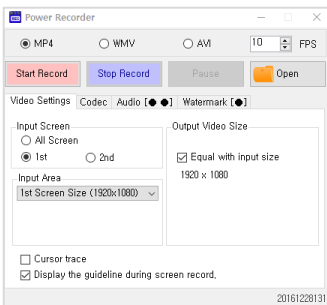 Power Recorder
MP4 WMV AVI 10 FPS
Start Record Stop Record Pause Open
Video Settings Codec Audio [● ●] Watermark [●]
Input Screen
All Screen
1st 2nd
Input Area
1st Screen Size (1920x1080)
Output Video Size
Equal with input size
1920 x 1080
Cursor trace
Display the guideline during screen record,
20161228131